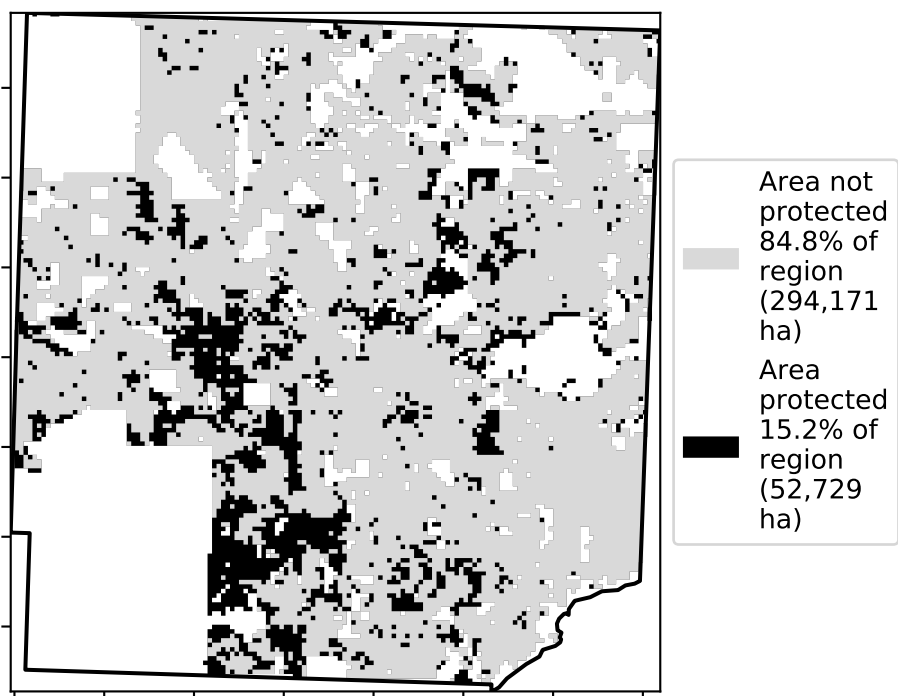 Area not
protected
84.8% of
region
(294,171
ha)
Area
protected
15.2% of
region
(52,729
ha)